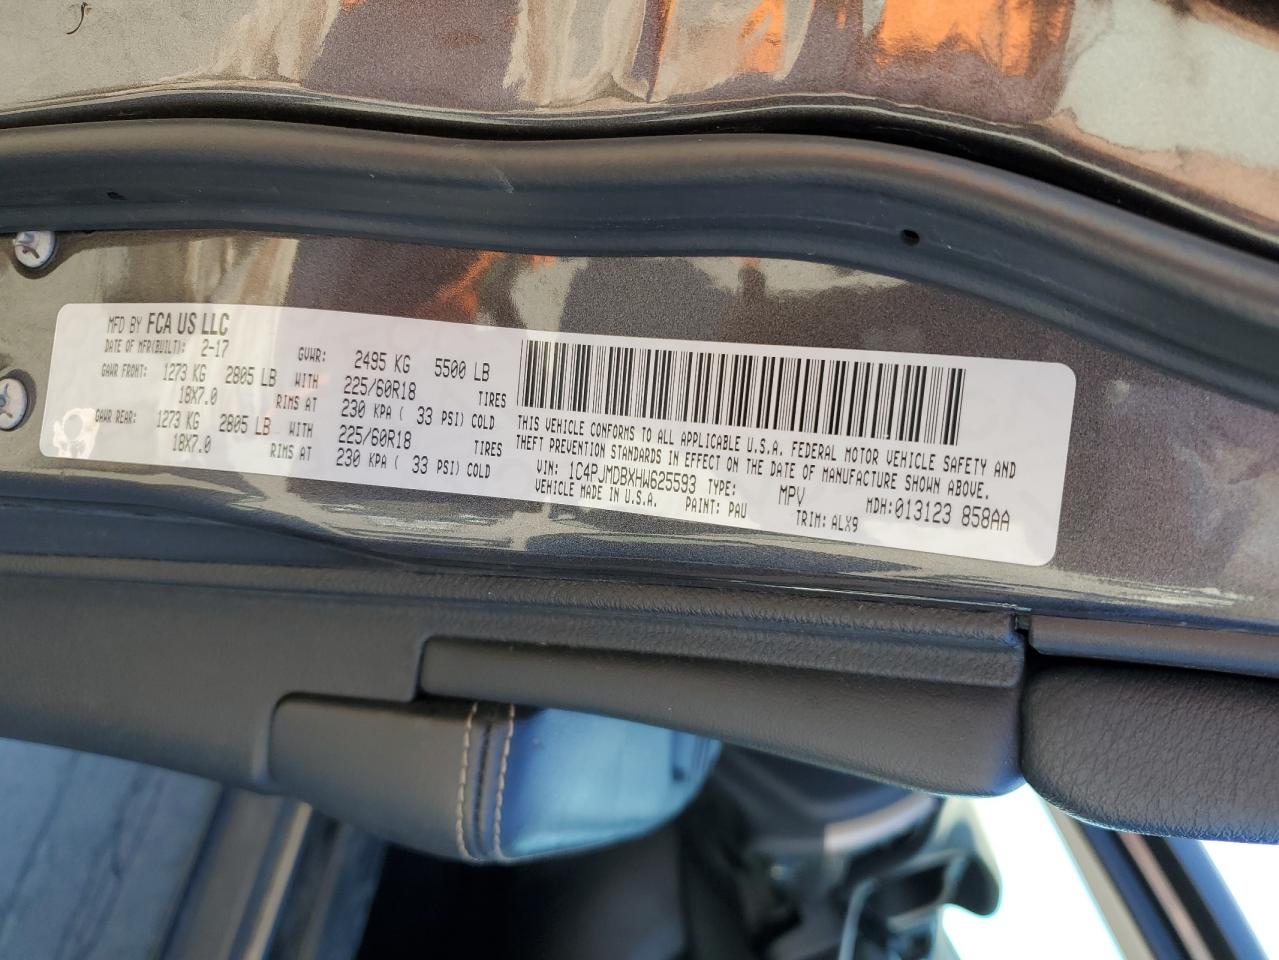 MFD BY FCA US LLC
DATE OF MFR(BUILT): 2-17 GVWR: 2495 KG 5500 LB
GAWR FRONT: 1273 KG 2805 LB WITH 225/60R18 TIRES
18X7.0 RIMS AT 230 KPA ( 33 PSI) COLD
GAWR REAR: 1273 KG 2805 LB WITH 225/60R18 TIRES
18X7.0 RIMS AT 230 KPA ( 33 PSI) COLD
THIS VEHICLE CONFORMS TO ALL APPLICABLE U.S.A. FEDERAL MOTOR VEHICLE SAFETY AND
THEFT PREVENTION STANDARDS IN EFFECT ON THE DATE OF MANUFACTURE SHOWN ABOVE.
VIN: 1C4PJMDBXHW625593 TYPE: MPV MDH:013123 858AA
VEHICLE MADE IN U.S.A. PAINT: PAU TRIM: ALX9